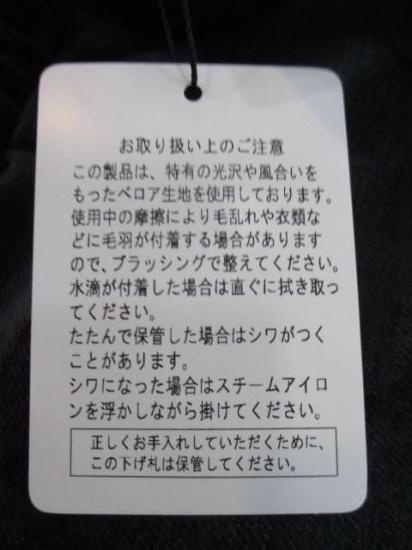 お取り扱い上のご注意
この製品は、特有の光沢や風合いを
もったベロア生地を使用しております。
使用中の摩擦により毛乱れや衣類な
どに毛羽が付着する場合があります
ので、ブラッシングで整えてください。
水滴が付着した場合は直ぐに拭き取っ
てください。
たたんで保管した場合はシワがつく
ことがあります。
シワになった場合はスチームアイロ
ンを浮かしながら掛けてください。
正しくお手入れしていただくために、
この下げ札は保管してください。